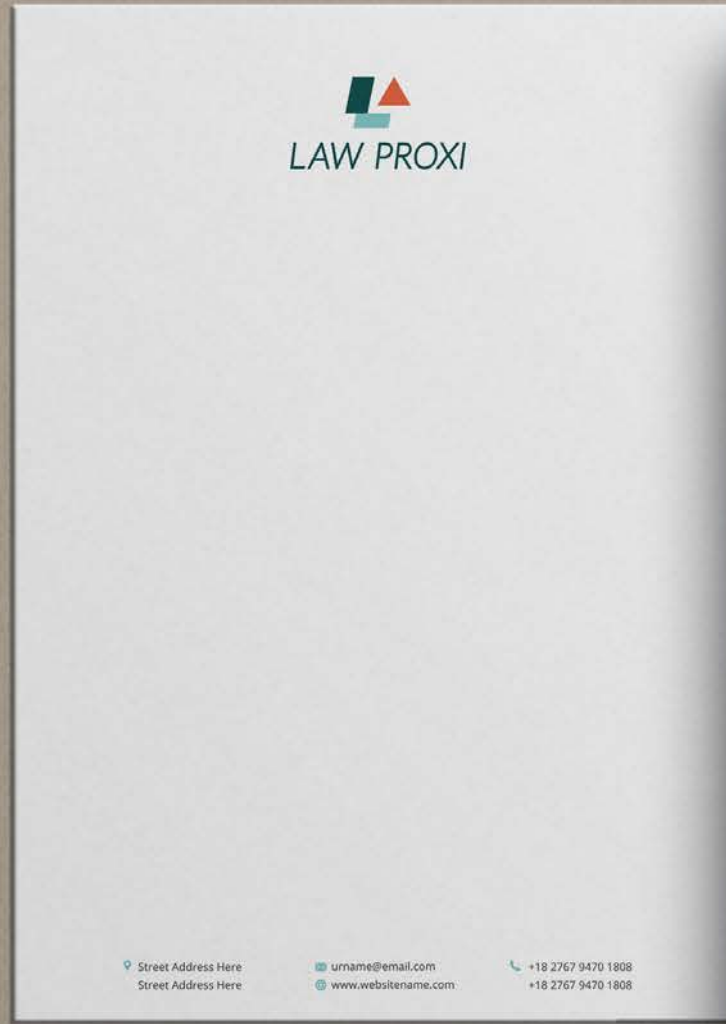 LAW PROXI
Street Address Here
Street Address Here
urname@email.com
www.websitename.com
+18 2767 9470 1808
+18 2767 9470 1808